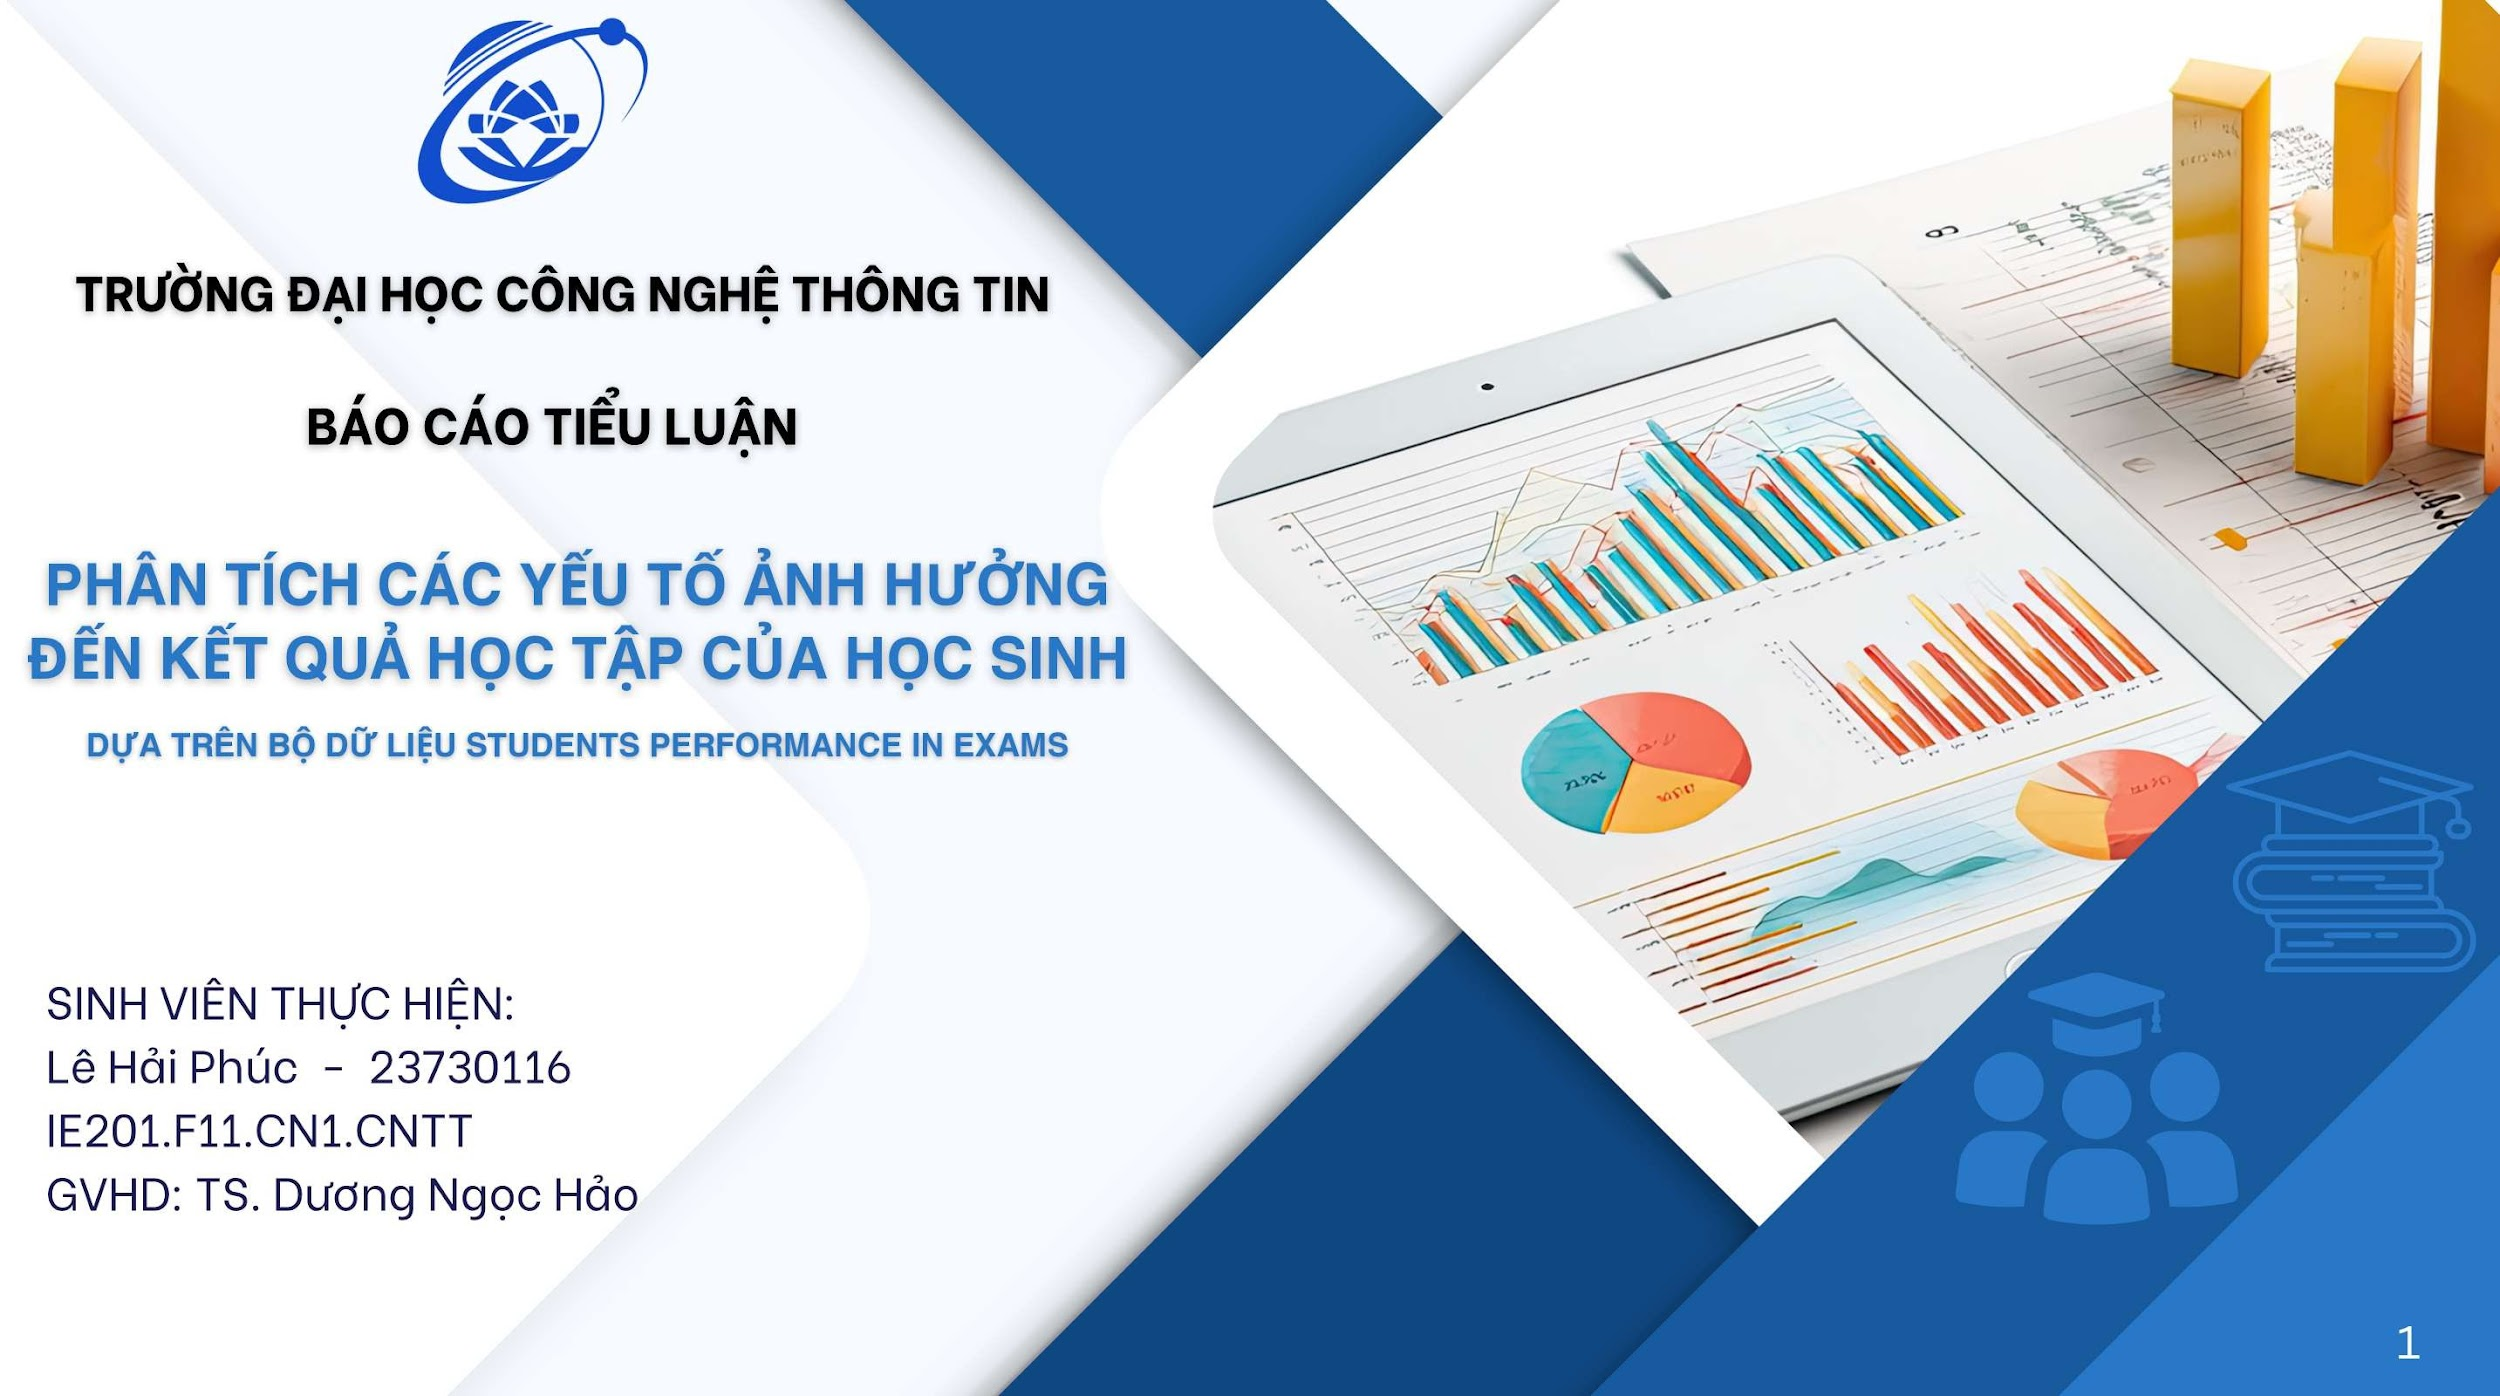 TRƯỜNG ĐẠI HỌC CÔNG NGHỆ THÔNG TIN
BÁO CÁO TIỂU LUẬN
PHÂN TÍCH CÁC YẾU TỐ ẢNH HƯỞNG
ĐẾN KẾT QUẢ HỌC TẬP CỦA HỌC SINH
DỰA TRÊN BỘ DỮ LIỆU STUDENTS PERFORMANCE IN EXAMS
SINH VIÊN THỰC HIỆN:
Lê Hải Phúc - 23730116
IE201.F11.CN1.CNTT
GVHD: TS. Dương Ngọc Hảo
1